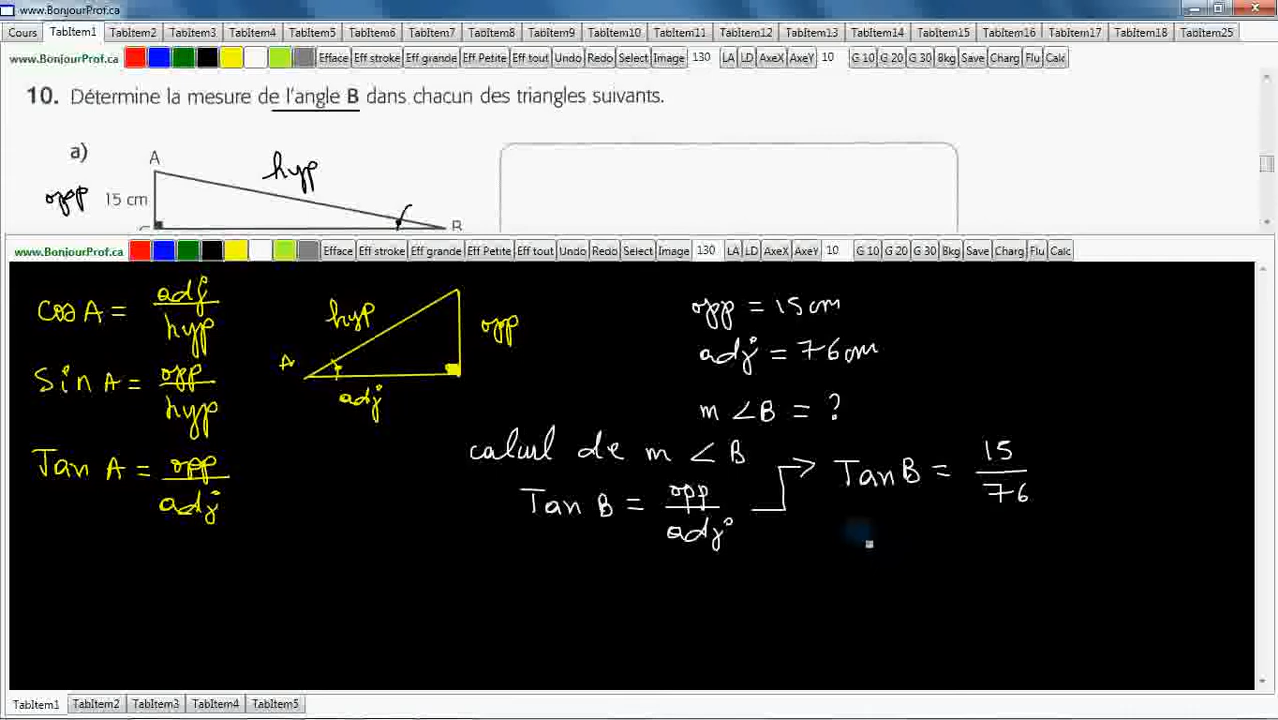 www.BonjourProf.ca
Cours TabItem1 TabItem2 TabItem3 TabItem4 TabItem5 TabItem6 TabItem7 TabItem8 TabItem9 TabItem10 TabItem11 TabItem12 TabItem13 TabItem14 TabItem15 TabItem16 TabItem17 TabItem18 TabItem25
www.BonjourProf.ca Efface Eff stroke Eff grande Eff Petite Eff tout Undo Redo Select Image 130 LA LD AxeX AxeY 10 G 10 G 20 G 30 Bkg Save Charg Flu Calc
10. Détermine la mesure de l'angle B dans chacun des triangles suivants.
a)
A
hyp
opp 15 cm
B
www.BonjourProf.ca Efface Eff stroke Eff grande Eff Petite Eff tout Undo Redo Select Image 130 LA LD AxeX AxeY 10 G 10 G 20 G 30 Bkg Save Charg Flu Calc
cos A = adj
hyp
Sin A = opp
hyp
Tan A = opp
adj
hyp
opp
A
adj
opp = 15 cm
adj = 76 cm
m ∠B = ?
calcul de m ∠B
Tan B = opp
adj
Tan B = 15
76
TabItem1 TabItem2 TabItem3 TabItem4 TabItem5